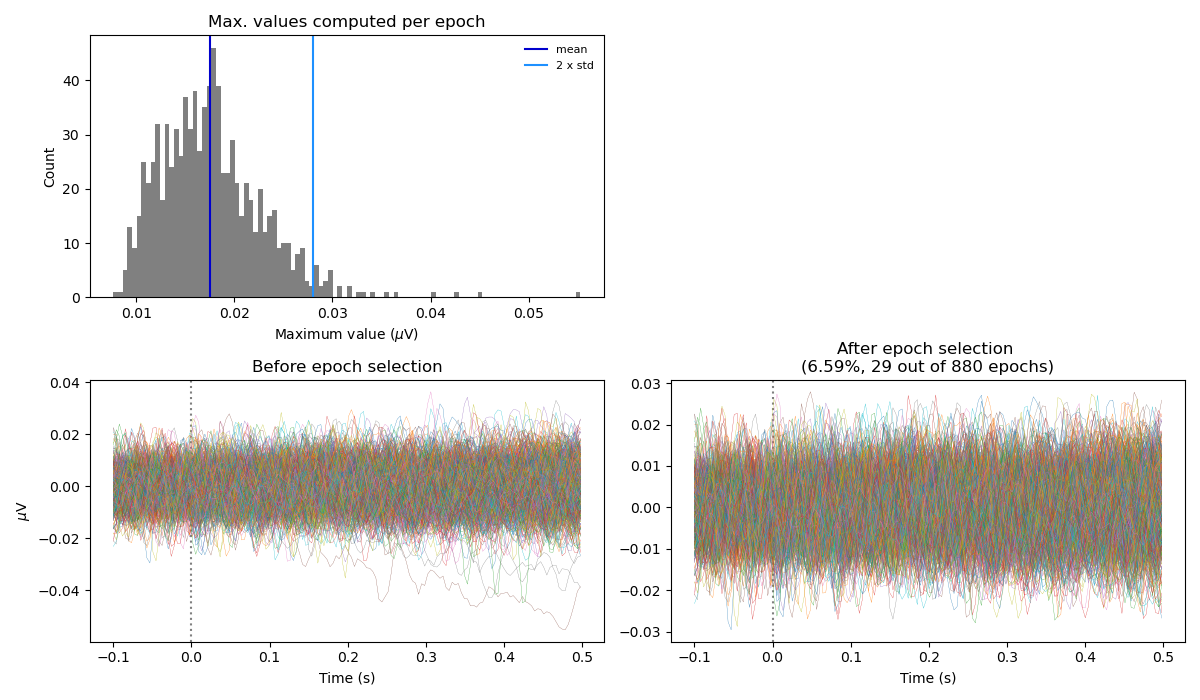 Max. values computed per epoch
mean
2 x std
Count
40
30
20
10
0
0.01 0.02 0.03 0.04 0.05
Maximum value (μV)
Before epoch selection
0.04
0.02
0.00
−0.02
−0.04
μV
−0.1 0.0 0.1 0.2 0.3 0.4 0.5
Time (s)
After epoch selection
(6.59%, 29 out of 880 epochs)
0.03
0.02
0.01
0.00
−0.01
−0.02
−0.03
−0.1 0.0 0.1 0.2 0.3 0.4 0.5
Time (s)